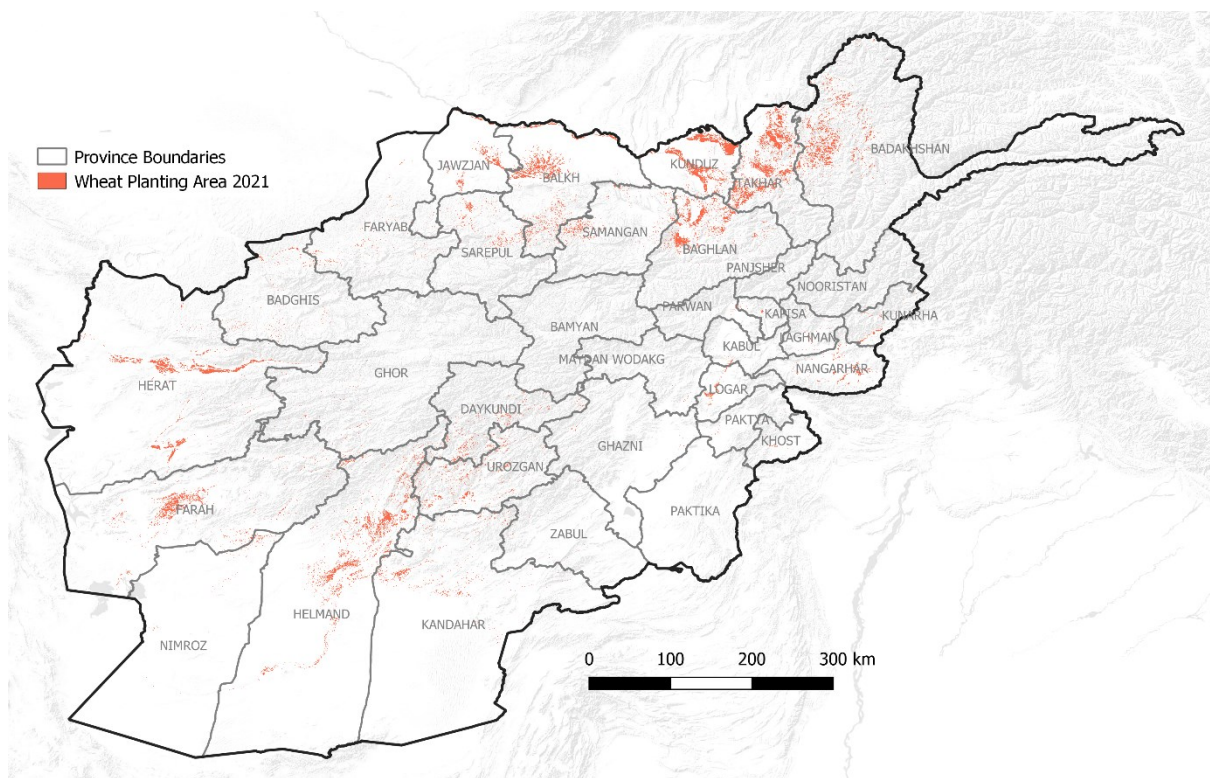 Province Boundaries
Wheat Planting Area 2021
JAWZJAN
BALKH
KUNDUZ
TAKHAR
BADAKHSHAN
FARYAB
SAREPUL
SAMANGAN
BAGHLAN
PANJSHER
BADGHIS
NOORISTAN
BAMYAN
PARWAN
KAPISA
KUNARHA
HERAT
GHOR
MAYDAN WODAKG
KABUL
LAGHMAN
NANGARHAR
DAYKUNDI
LOGAR
PAKTYA
KHOST
GHAZNI
UROZGAN
FARAH
PAKTIKA
ZABUL
HELMAND
KANDAHAR
NIMROZ
0 100 200 300 km